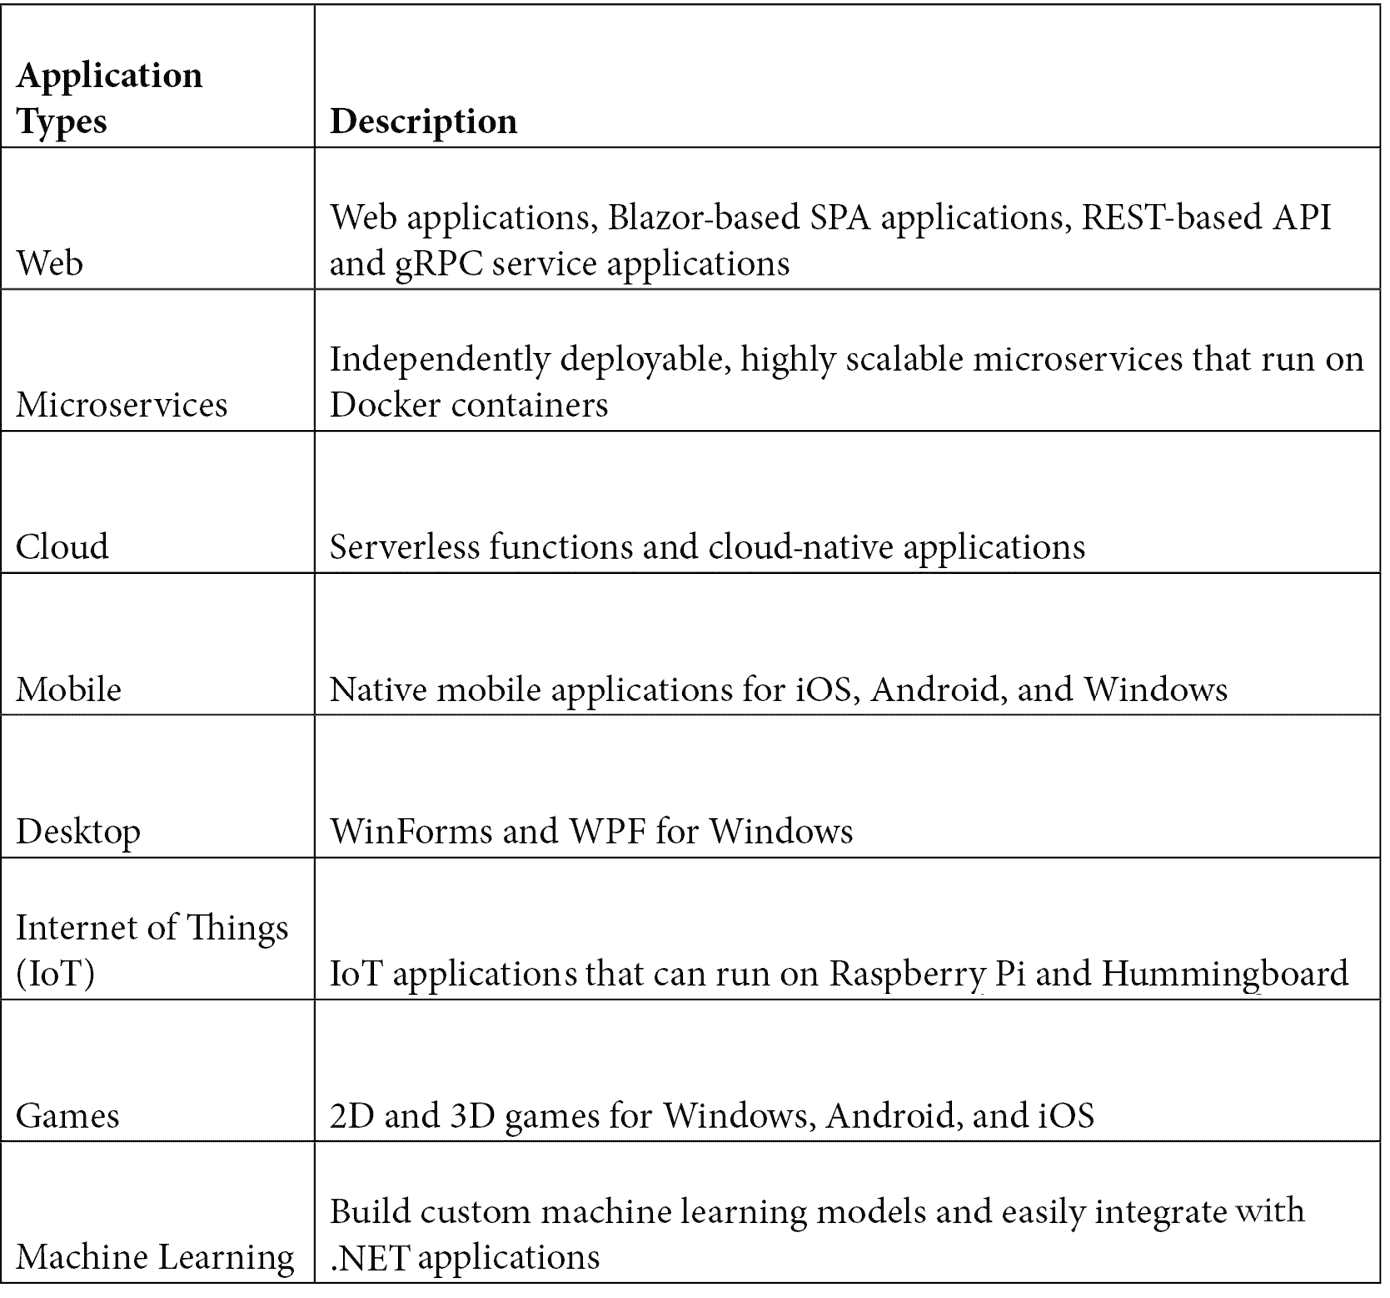 Application
Types
Description
Web
Web applications, Blazor-based SPA applications, REST-based API
and gRPC service applications
Microservices
Independently deployable, highly scalable microservices that run on
Docker containers
Cloud
Serverless functions and cloud-native applications
Mobile
Native mobile applications for iOS, Android, and Windows
Desktop
WinForms and WPF for Windows
Internet of Things
(IoT)
IoT applications that can run on Raspberry Pi and Hummingboard
Games
2D and 3D games for Windows, Android, and iOS
Machine Learning
Build custom machine learning models and easily integrate with
.NET applications